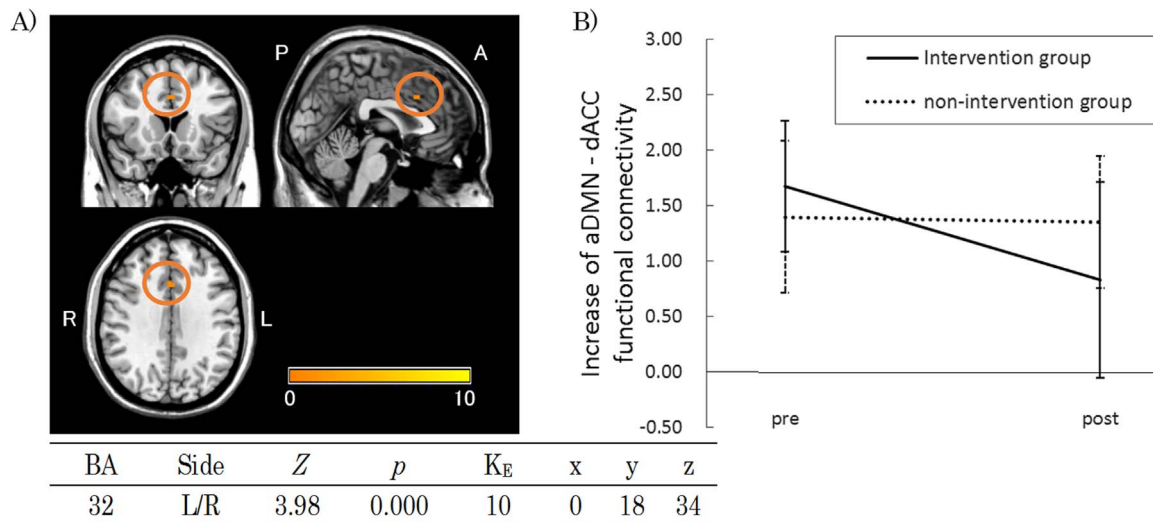 A)
P
A
R
L
0
10
BA Side Z p KE x y z
32 L/R 3.98 0.000 10 0 18 34
B)
Increase of aDMN - dACC
functional connectivity
3.00
2.50
2.00
1.50
1.00
0.50
0.00
-0.50
Intervention group
non-intervention group
pre
post